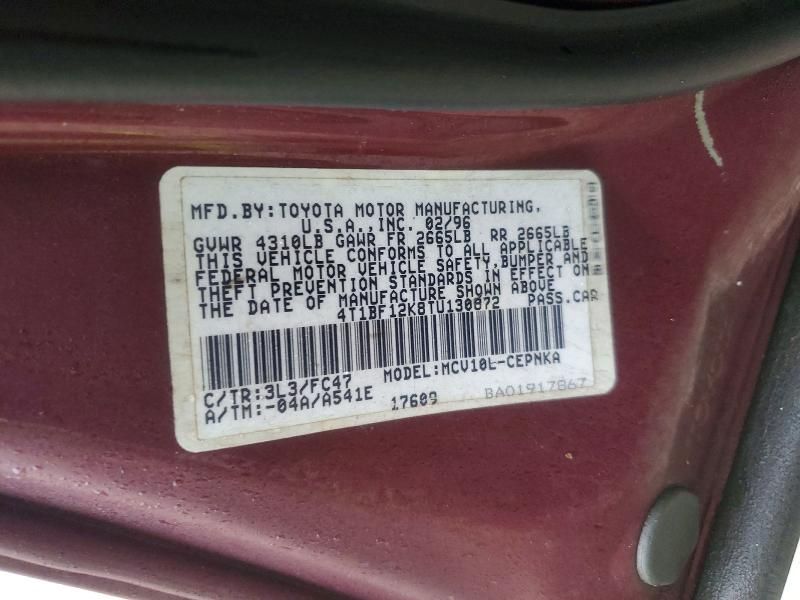 MFD.BY:TOYOTA MOTOR MANUFACTURING,
U.S.A.,INC. 02/96
GVWR 4310LB GAWR FR 2665LB RR 2665LB
THIS VEHICLE CONFORMS TO ALL APPLICABLE
FEDERAL MOTOR VEHICLE SAFETY,BUMPER AND
THEFT PREVENTION STANDARDS IN EFFECT ON
THE DATE OF MANUFACTURE SHOWN ABOVE
4T1BF12K8TU130872 PASS.CAR
C/TR:3L3/FC47 MODEL:MCV10L-CEPNKA
A/TM:-04A/A541E 17609 BA01917867